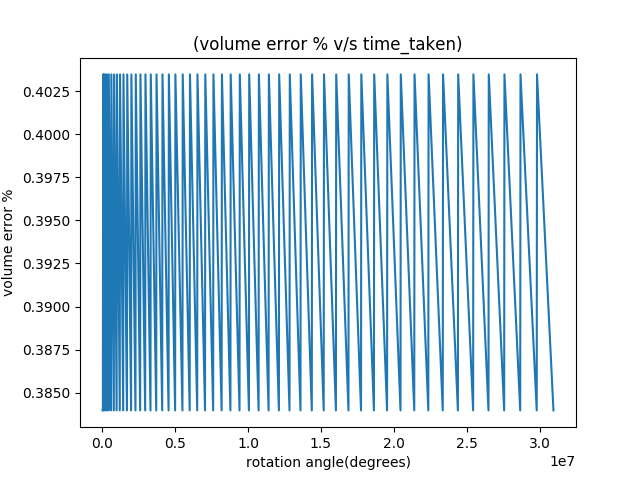 (volume error % v/s time_taken)
0.4025
0.4000
0.3975
0.3950
0.3925
0.3900
0.3875
0.3850
volume error %
0.0 0.5 1.0 1.5 2.0 2.5 3.0
1e7
rotation angle(degrees)